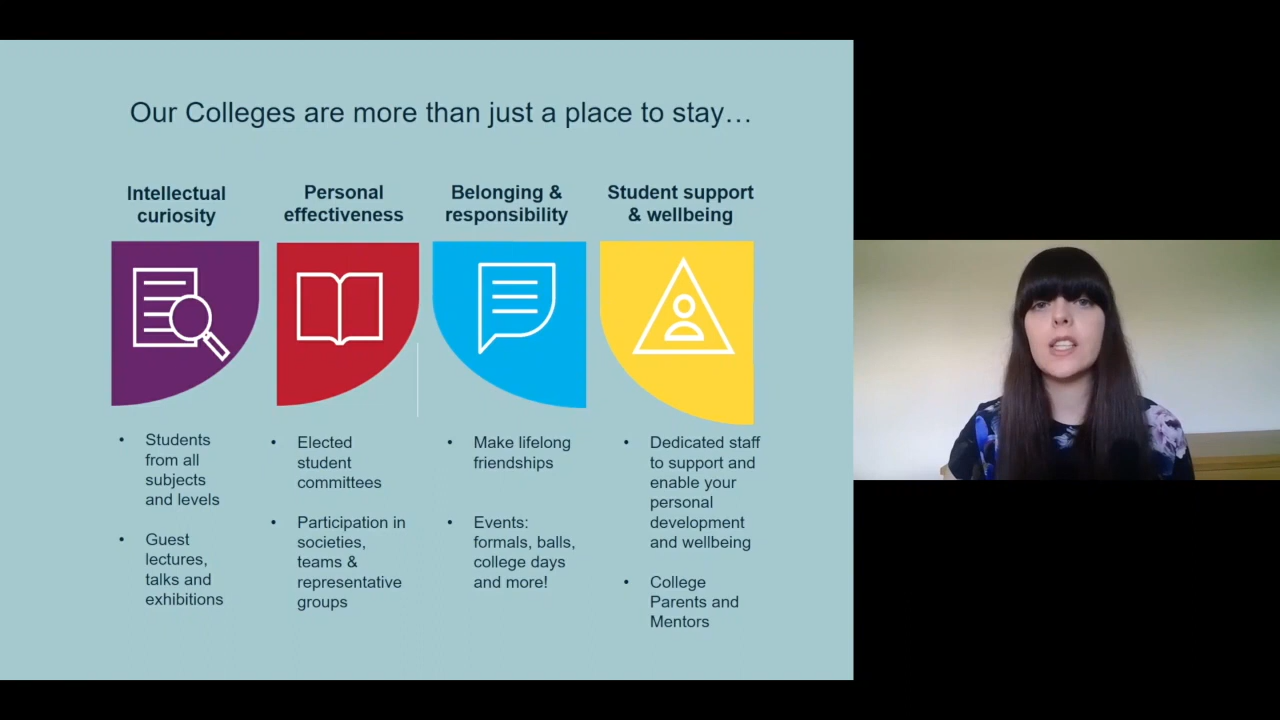 Our Colleges are more than just a place to stay…
Intellectual
curiosity
Personal
effectiveness
Belonging &
responsibility
Student support
& wellbeing
• Students
from all
subjects
and levels
• Guest
lectures,
talks and
exhibitions
• Elected
student
committees
• Participation in
societies,
teams &
representative
groups
• Make lifelong
friendships
• Events:
formals, balls,
college days
and more!
• Dedicated staff
to support and
enable your
personal
development
and wellbeing
• College
Parents and
Mentors